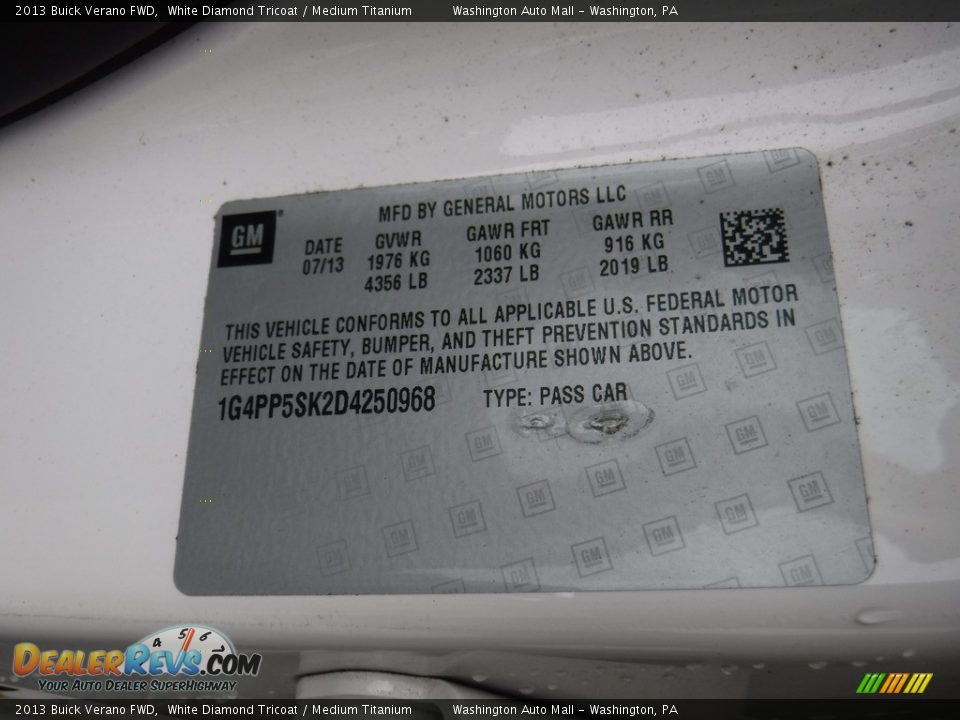 2013 Buick Verano FWD,  White Diamond Tricoat / Medium Titanium          Washington Auto Mall - Washington, PA
MFD BY GENERAL MOTORS LLC
GM®
DATE GVWR GAWR FRT GAWR RR
07/13 1976 KG 1060 KG 916 KG
4356 LB 2337 LB 2019 LB
THIS VEHICLE CONFORMS TO ALL APPLICABLE U.S. FEDERAL MOTOR
VEHICLE SAFETY, BUMPER, AND THEFT PREVENTION STANDARDS IN
EFFECT ON THE DATE OF MANUFACTURE SHOWN ABOVE.
1G4PP5SK2D4250968 TYPE: PASS CAR
4 5 6 7
DEALERREVS.COM
YOUR AUTO DEALER SUPERHIGHWAY
2013 Buick Verano FWD,  White Diamond Tricoat / Medium Titanium          Washington Auto Mall - Washington, PA